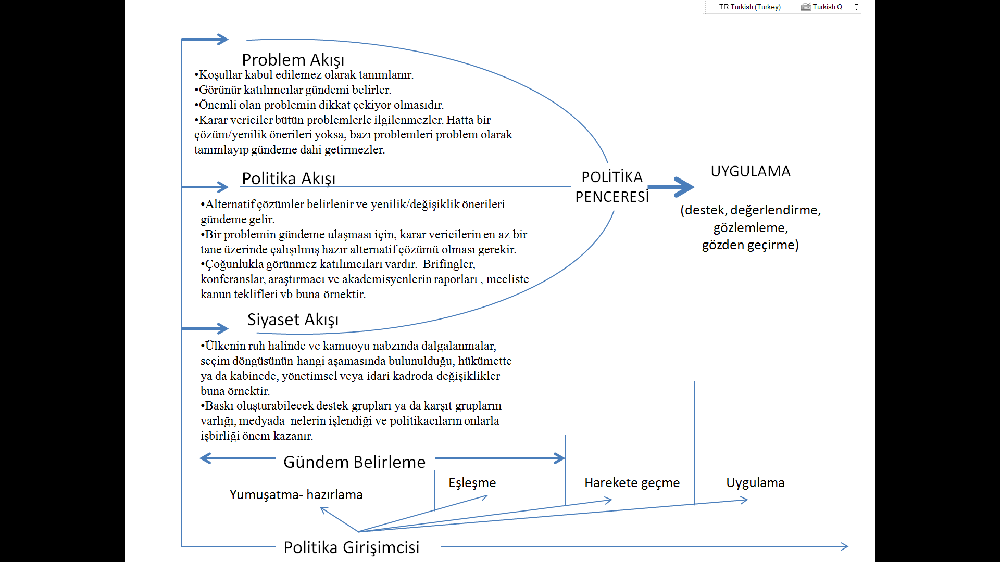 TR Turkish (Turkey) Turkish Q
Problem Akışı
•Koşullar kabul edilemez olarak tanımlanır.
•Görünür katılımcılar gündemi belirler.
•Önemli olan problemin dikkat çekiyor olmasıdır.
•Karar vericiler bütün problemlerle ilgilenmezler. Hatta bir
çözüm/yenilik önerileri yoksa, bazı problemleri problem olarak
tanımlayıp gündeme dahi getirmezler.
Politika Akışı
•Alternatif çözümler belirlenir ve yenilik/değişiklik önerileri
gündeme gelir.
•Bir problemin gündeme ulaşması için, karar vericilerin en az bir
tane üzerinde çalışılmış hazır alternatif çözümü olması gerekir.
•Çoğunlukla görünmez katılımcıları vardır.  Brifingler,
konferanslar, araştırmacı ve akademisyenlerin raporları , mecliste
kanun teklifleri vb buna örnektir.
POLİTİKA
PENCERESİ
UYGULAMA
(destek, değerlendirme,
gözlemleme,
gözden geçirme)
Siyaset Akışı
•Ülkenin ruh halinde ve kamuoyu nabzında dalgalanmalar,
seçim döngüsünün hangi aşamasında bulunulduğu, hükümette
ya da kabinede, yönetimsel veya idari kadroda değişiklikler
buna örnektir.
•Baskı oluşturabilecek destek grupları ya da karşıt grupların
varlığı, medyada  nelerin işlendiği ve politikacıların onlarla
işbirliği önem kazanır.
Gündem Belirleme
Yumuşatma- hazırlama
Eşleşme
Harekete geçme
Uygulama
Politika Girişimcisi